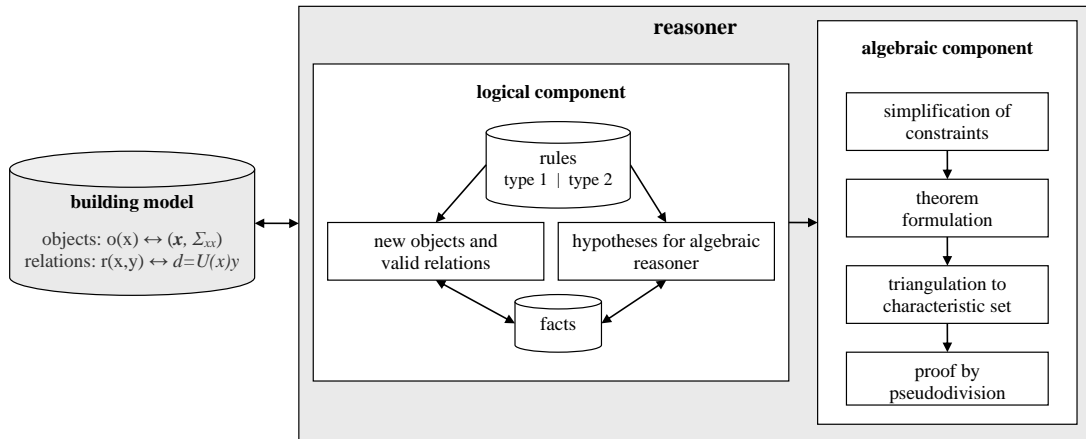 reasoner
building model
objects: o(x) ↔ (x, Σxx)
relations: r(x,y) ↔ d=U(x)y
logical component
rules
type 1 | type 2
new objects and
valid relations
hypotheses for algebraic
reasoner
facts
algebraic component
simplification of
constraints
theorem
formulation
triangulation to
characteristic set
proof by
pseudodivision